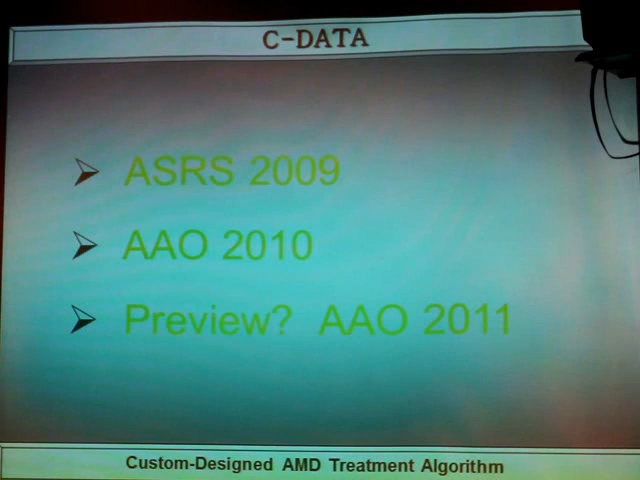 C-DATA
ASRS 2009
AAO 2010
Preview? AAO 2011
Custom-Designed AMD Treatment Algorithm